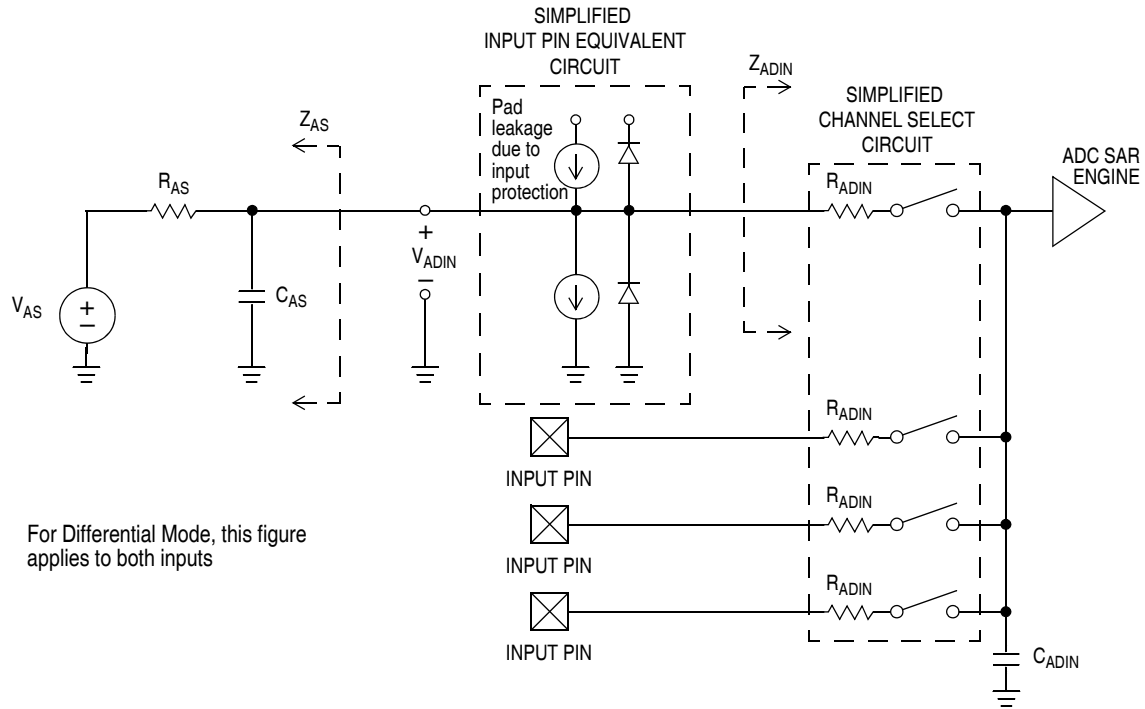 SIMPLIFIED
INPUT PIN EQUIVALENT
CIRCUIT
Pad
leakage
due to
input
protection
ZADIN
SIMPLIFIED
CHANNEL SELECT
CIRCUIT
ADC SAR
ENGINE
ZAS
RAS
RADIN
+
VADIN
–
CAS
VAS
+
–
RADIN
INPUT PIN
RADIN
INPUT PIN
RADIN
INPUT PIN
CADIN
For Differential Mode, this figure
applies to both inputs